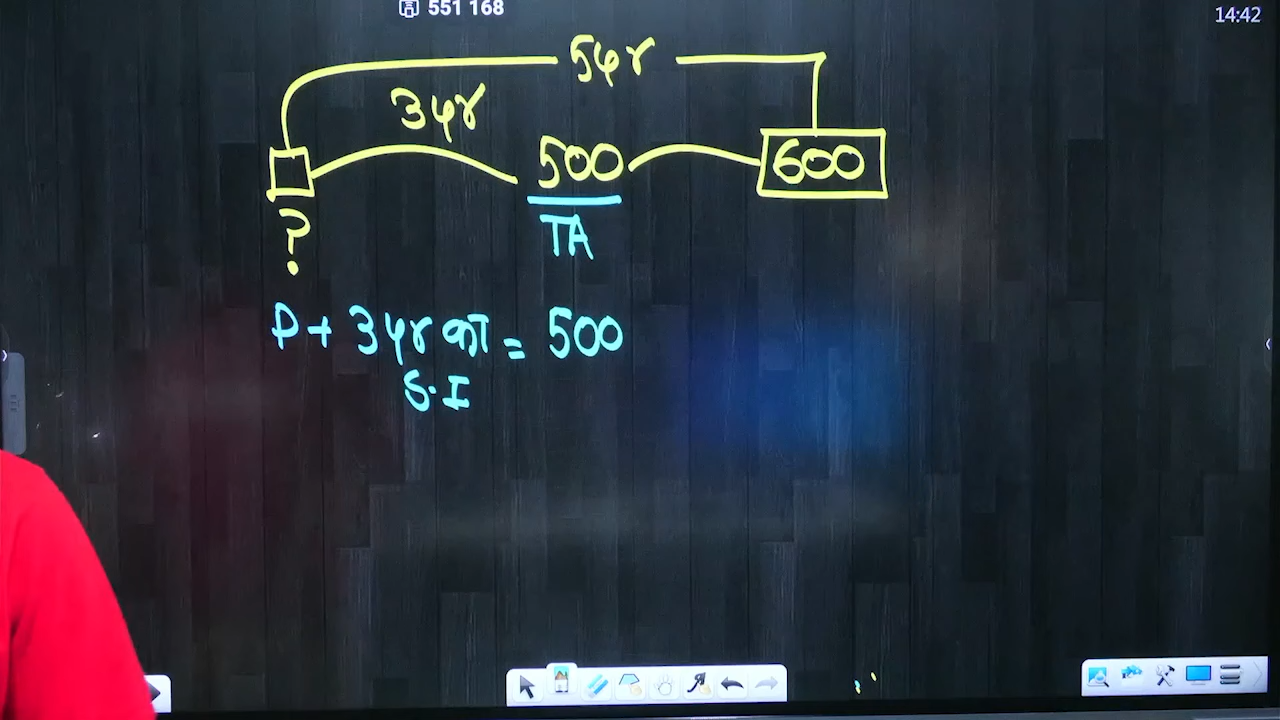 551 168
14:42
5yr
3yr
500
600
?
TA
P + 3yr का = 500
S.I